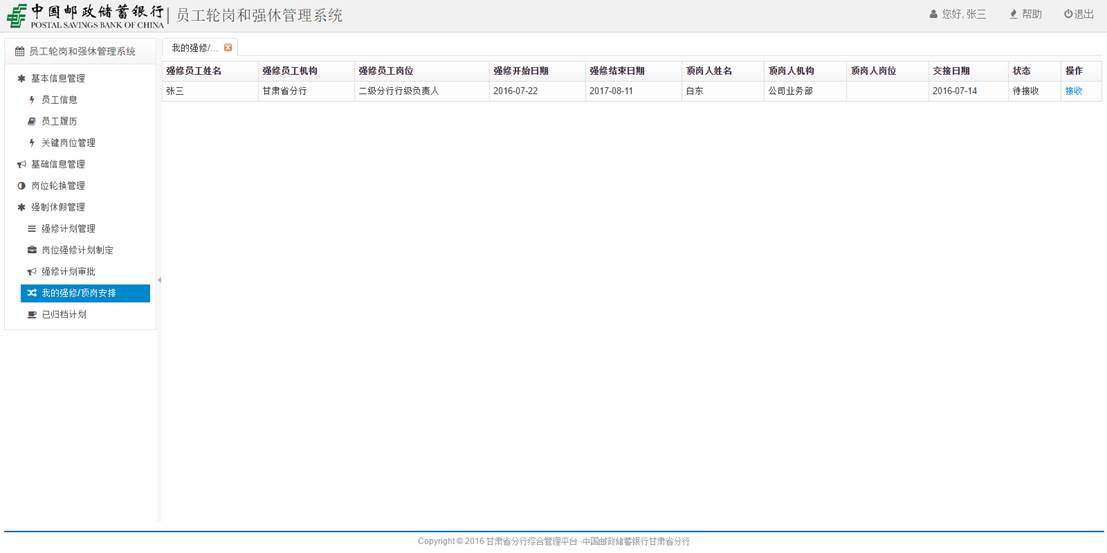 中国邮政储蓄银行
POSTAL SAVINGS BANK OF CHINA
员工轮岗和强休管理系统
您好, 张三 帮助 退出
员工轮岗和强休管理系统
基本信息管理
员工信息
员工履历
关键岗位管理
基础信息管理
岗位轮换管理
强制休假管理
强修计划管理
岗位强修计划制定
强修计划审批
我的强修/顶岗安排
已归档计划
我的强修/...
强修员工姓名 强修员工机构 强修员工岗位 强修开始日期 强修结束日期 顶岗人姓名 顶岗人机构 顶岗人岗位 交接日期 状态 操作
张三 甘肃省分行 二级分行行级负责人 2016-07-22 2017-08-11 白东 公司业务部 2016-07-14 待接收 接收
Copyright © 2016 甘肃省分行综合管理平台 -中国邮政储蓄银行甘肃省分行